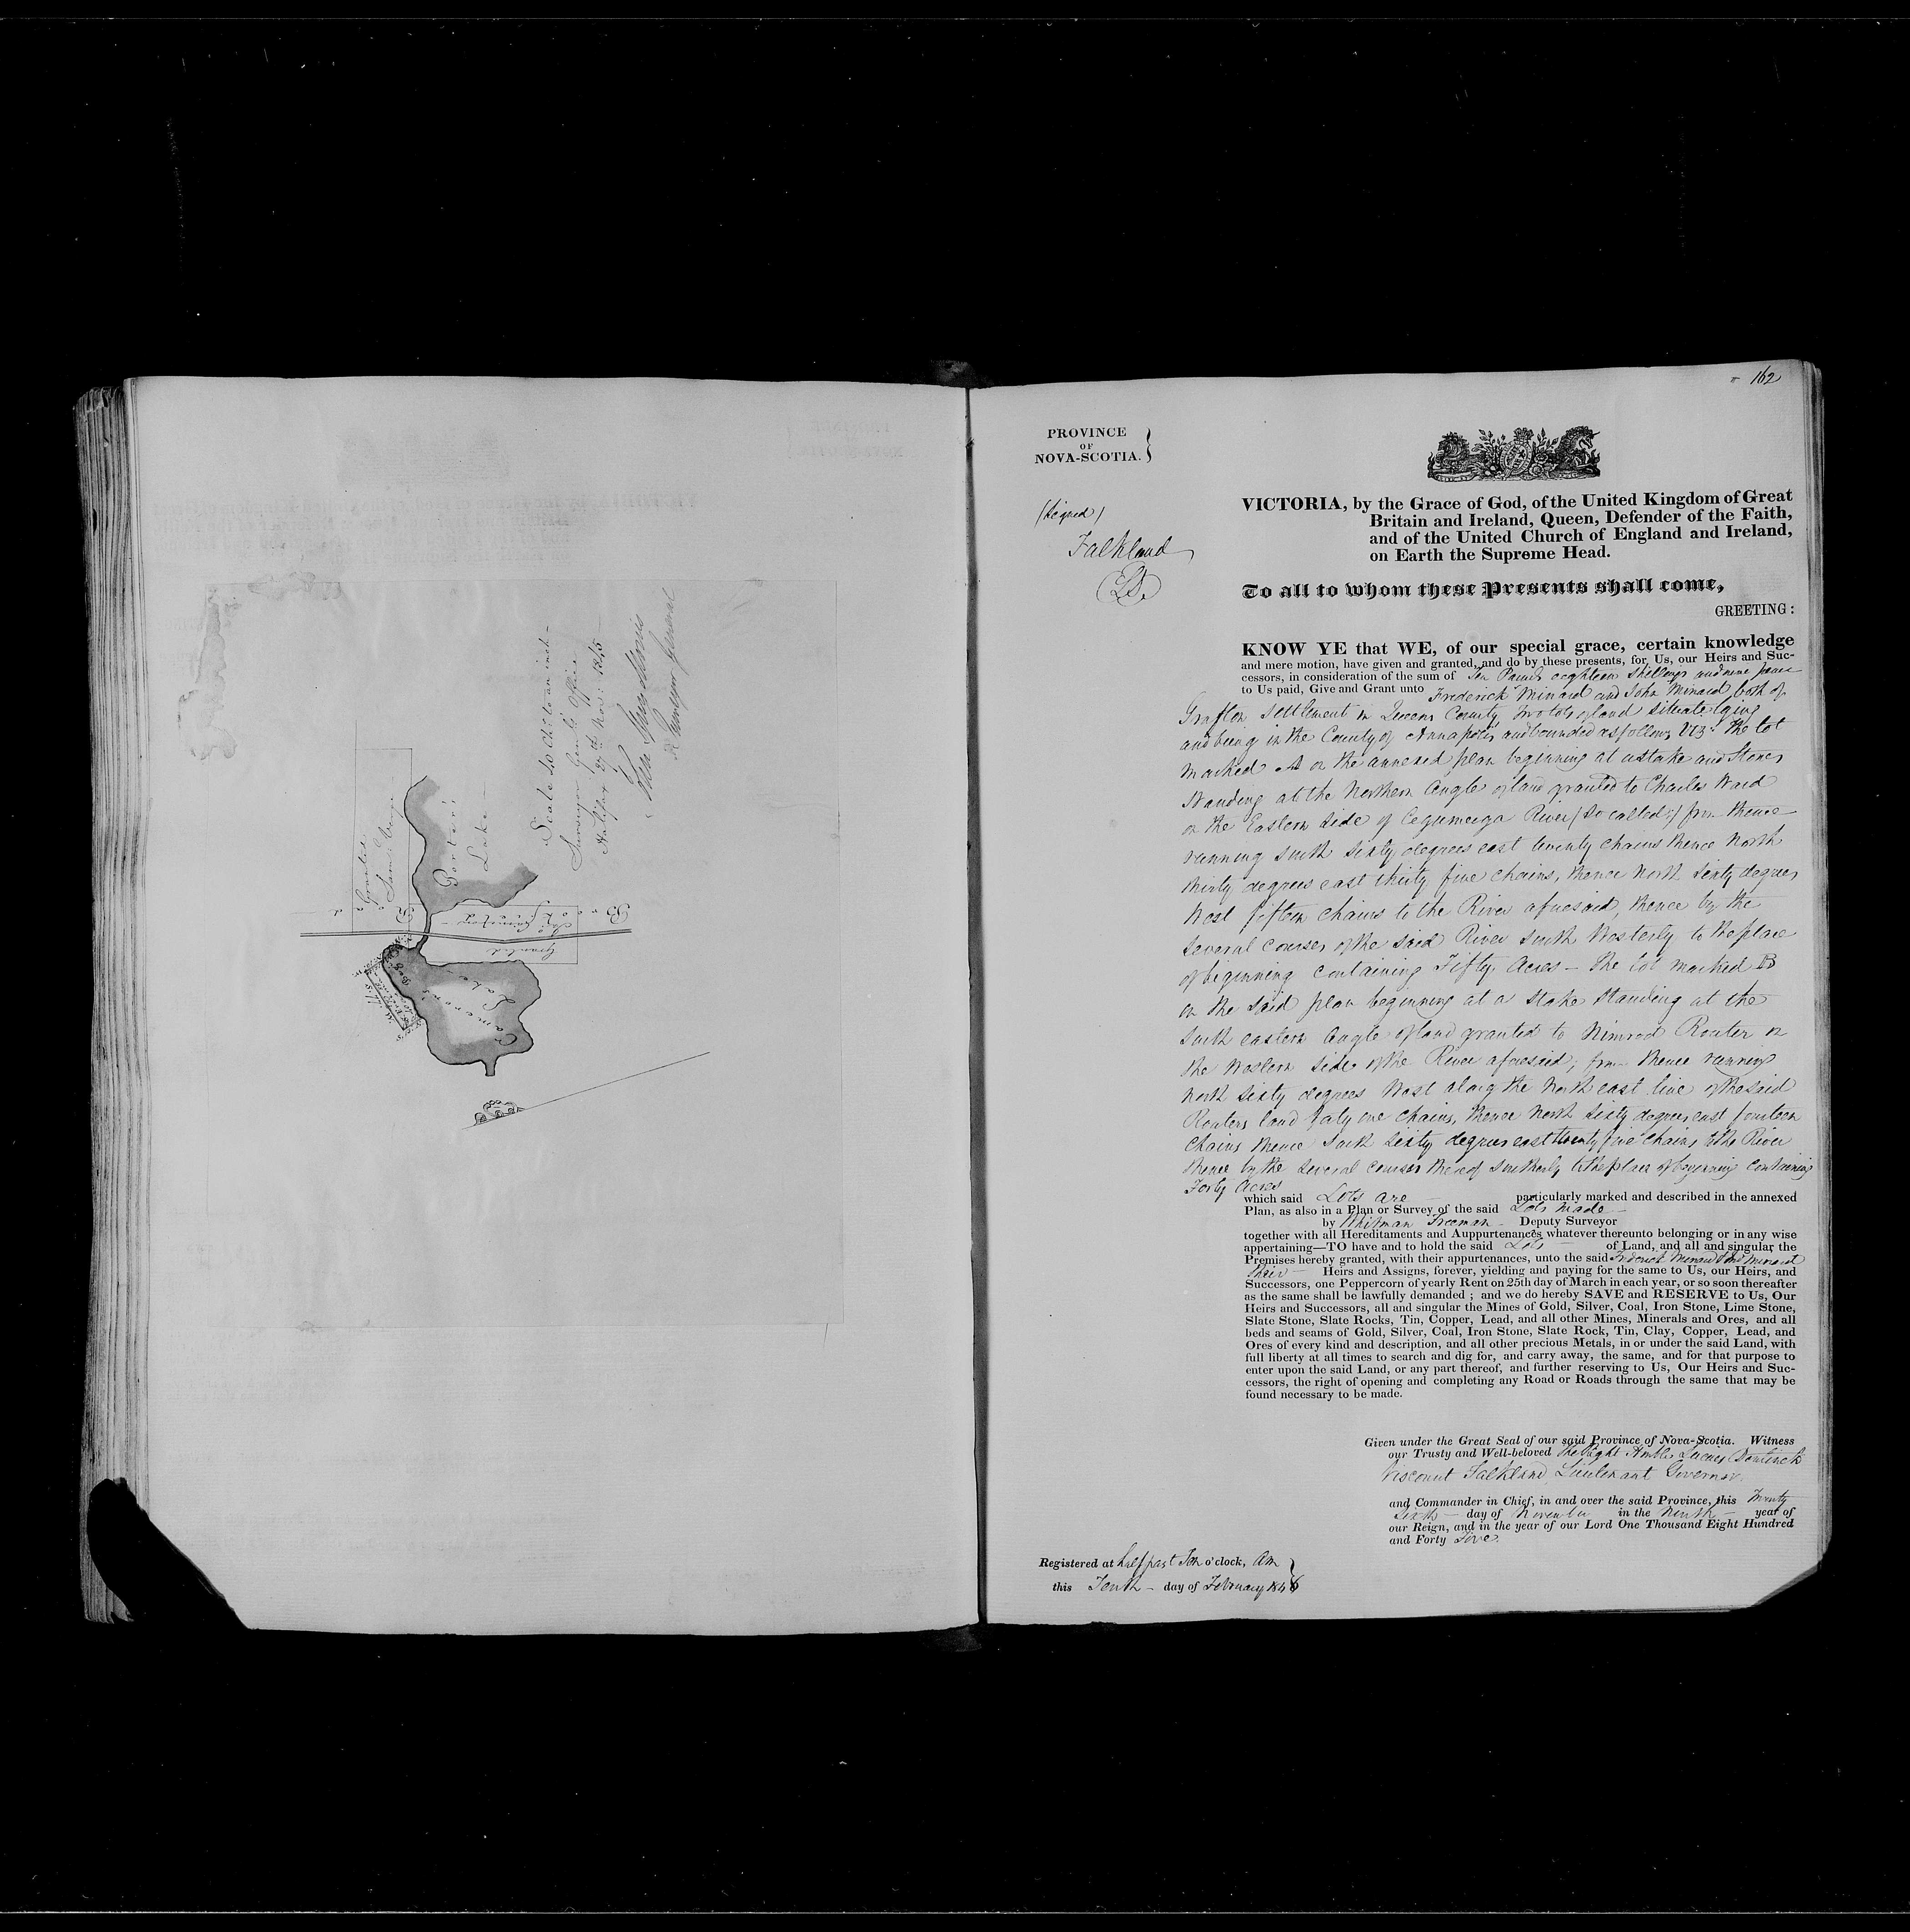 Scale 40 Chs to an inch -
Surveyor Gen.ls Office
Halifax 27th Nov: 1845 -
John Spry Morris
Surveyor General
Granted
Porter's
Lake -
B
Granted
Cameron's
Lake
Bog
162
PROVINCE
OF
NOVA-SCOTIA.
(Signed)
Falkland
LS.
VICTORIA, by the Grace of God, of the United Kingdom of Great
Britain and Ireland, Queen, Defender of the Faith,
and of the United Church of England and Ireland,
on Earth the Supreme Head.
To all to whom these Presents shall come,
GREETING:
KNOW YE that WE, of our special grace, certain knowledge
and mere motion, have given and granted, and do by these presents, for Us, our Heirs and Suc-
cessors, in consideration of the sum of Ten Pounds eighteen Shillings and nine pence
to Us paid, Give and Grant unto Frederick Minard and John Minard both of
Grafton Settlement in Queens County, two lots of land situate lying
and being in the County of Annapolis and bounded as follows Viz: The lot
marked A on the annexed plan beginning at a stake and Stones
Standing at the Northern Angle of land granted to Charles Ward
on the Eastern Side of River (so called;) from thence
running South Sixty degrees east twenty chains thence North
thirty degrees east thirty five chains, thence North Sixty degrees
West fifteen chains to the River aforesaid, thence by the
several courses of the said River South Westerly to the place
of beginning containing Fifty Acres - The lot marked B
on the said plan beginning at a stake standing at the
South eastern Angle of land granted to Nimrod Router on
the Western Side of the River aforesaid; from thence running
North Sixty degrees West along the North east line of the said
Routers land chains, thence North Sixty degrees east fourteen
chains thence South Sixty degrees east twenty five chains to the River
thence by the several courses thereof Southerly to the place of beginning containing
Forty Acres
which said Lots are - particularly marked and described in the annexed
Plan, as also in a Plan or Survey of the said Lots made -
by Whitman Freeman - Deputy Surveyor
together with all Hereditaments and Auppurtenances whatever thereunto belonging or in any wise
appertaining—TO have and to hold the said Lots - of Land, and all and singular the
Premises hereby granted, with their appurtenances, unto the said Frederick Minard & John Minard
their - Heirs and Assigns, forever, yielding and paying for the same to Us, our Heirs, and
Successors, one Peppercorn of yearly Rent on 25th day of March in each year, or so soon thereafter
as the same shall be lawfully demanded ; and we do hereby SAVE and RESERVE to Us, Our
Heirs and Successors, all and singular the Mines of Gold, Silver, Coal, Iron Stone, Lime Stone,
Slate Stone, Slate Rocks, Tin, Copper, Lead, and all other Mines, Minerals and Ores, and all
beds and seams of Gold, Silver, Coal, Iron Stone, Slate Rock, Tin, Clay, Copper, Lead, and
Ores of every kind and description, and all other precious Metals, in or under the said Land, with
full liberty at all times to search and dig for, and carry away, the same, and for that purpose to
enter upon the said Land, or any part thereof, and further reserving to Us, Our Heirs and Suc-
cessors, the right of opening and completing any Road or Roads through the same that may be
found necessary to be made.
Given under the Great Seal of our said Province of Nova-Scotia. Witness
our Trusty and Well-beloved The Right Honble Lucius Bentinck
Viscount Falkland Lieutenant Governor
and Commander in Chief, in and over the said Province, this Twenty
Sixth - day of November in the Ninth - year of
our Reign, and in the year of our Lord One Thousand Eight Hundred
and Forty Five.
Registered at half past Ten o'clock, Am
this Tenth - day of February 1846